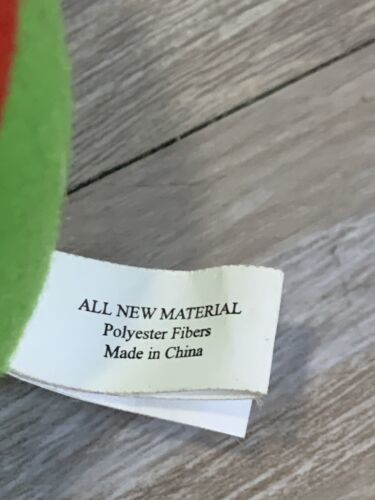 ALL NEW MATERIAL
Polyester Fibers
Made in China